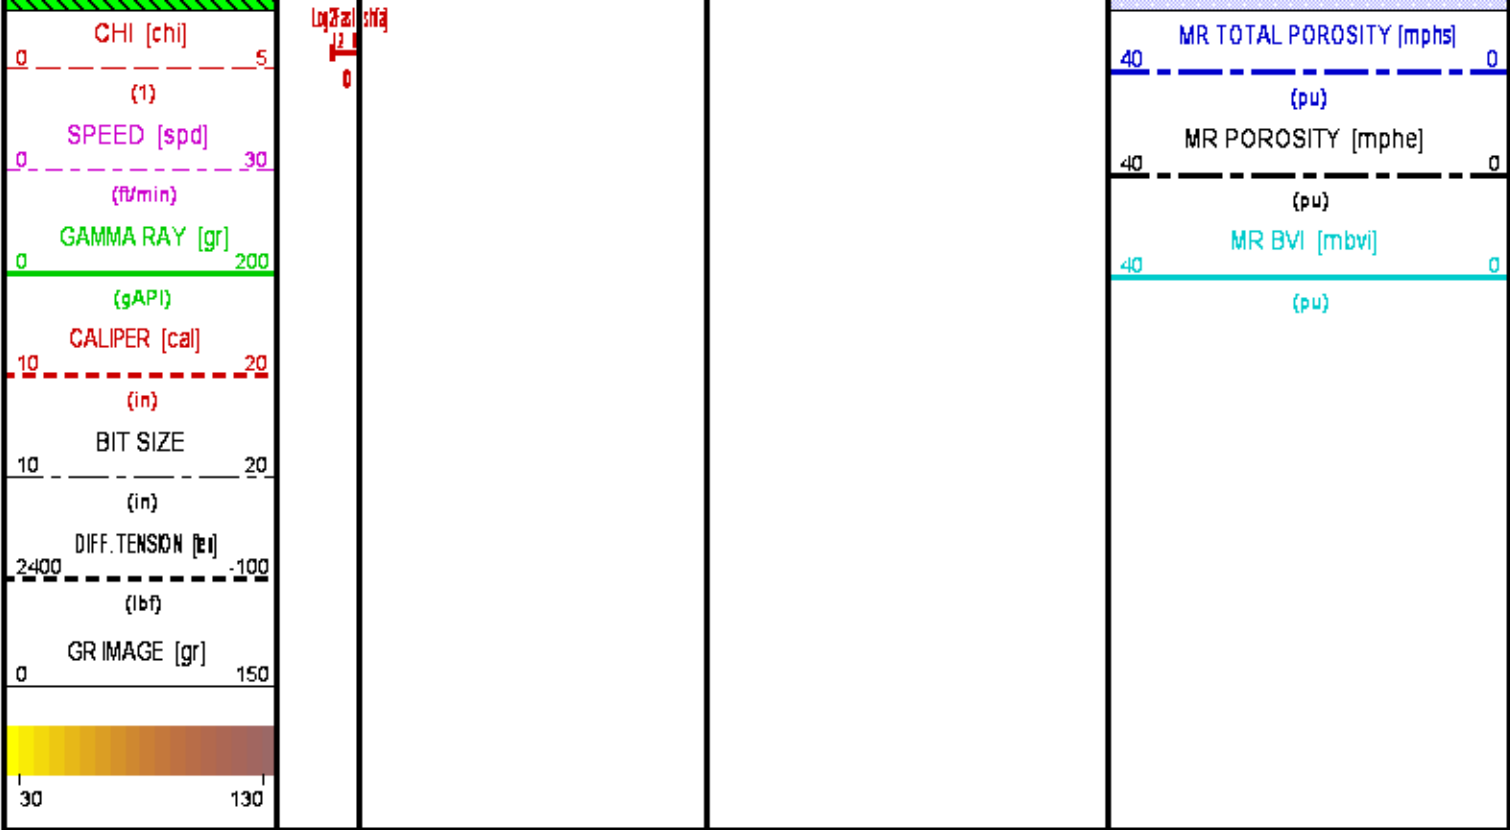 CHI [chi]
0 5
(1)
SPEED [spd]
0 30
(ft/min)
GAMMA RAY [gr]
0 200
(gAPI)
CALIPER [cal]
10 20
(in)
BIT SIZE
10 20
(in)
DIFF. TENSION
2400 -100
(lbf)
GR IMAGE [gr]
0 150
30 130
0
MR TOTAL POROSITY [mphs]
40 0
(pu)
MR POROSITY [mphe]
40 0
(pu)
MR BVI [mbvi]
40 0
(pu)